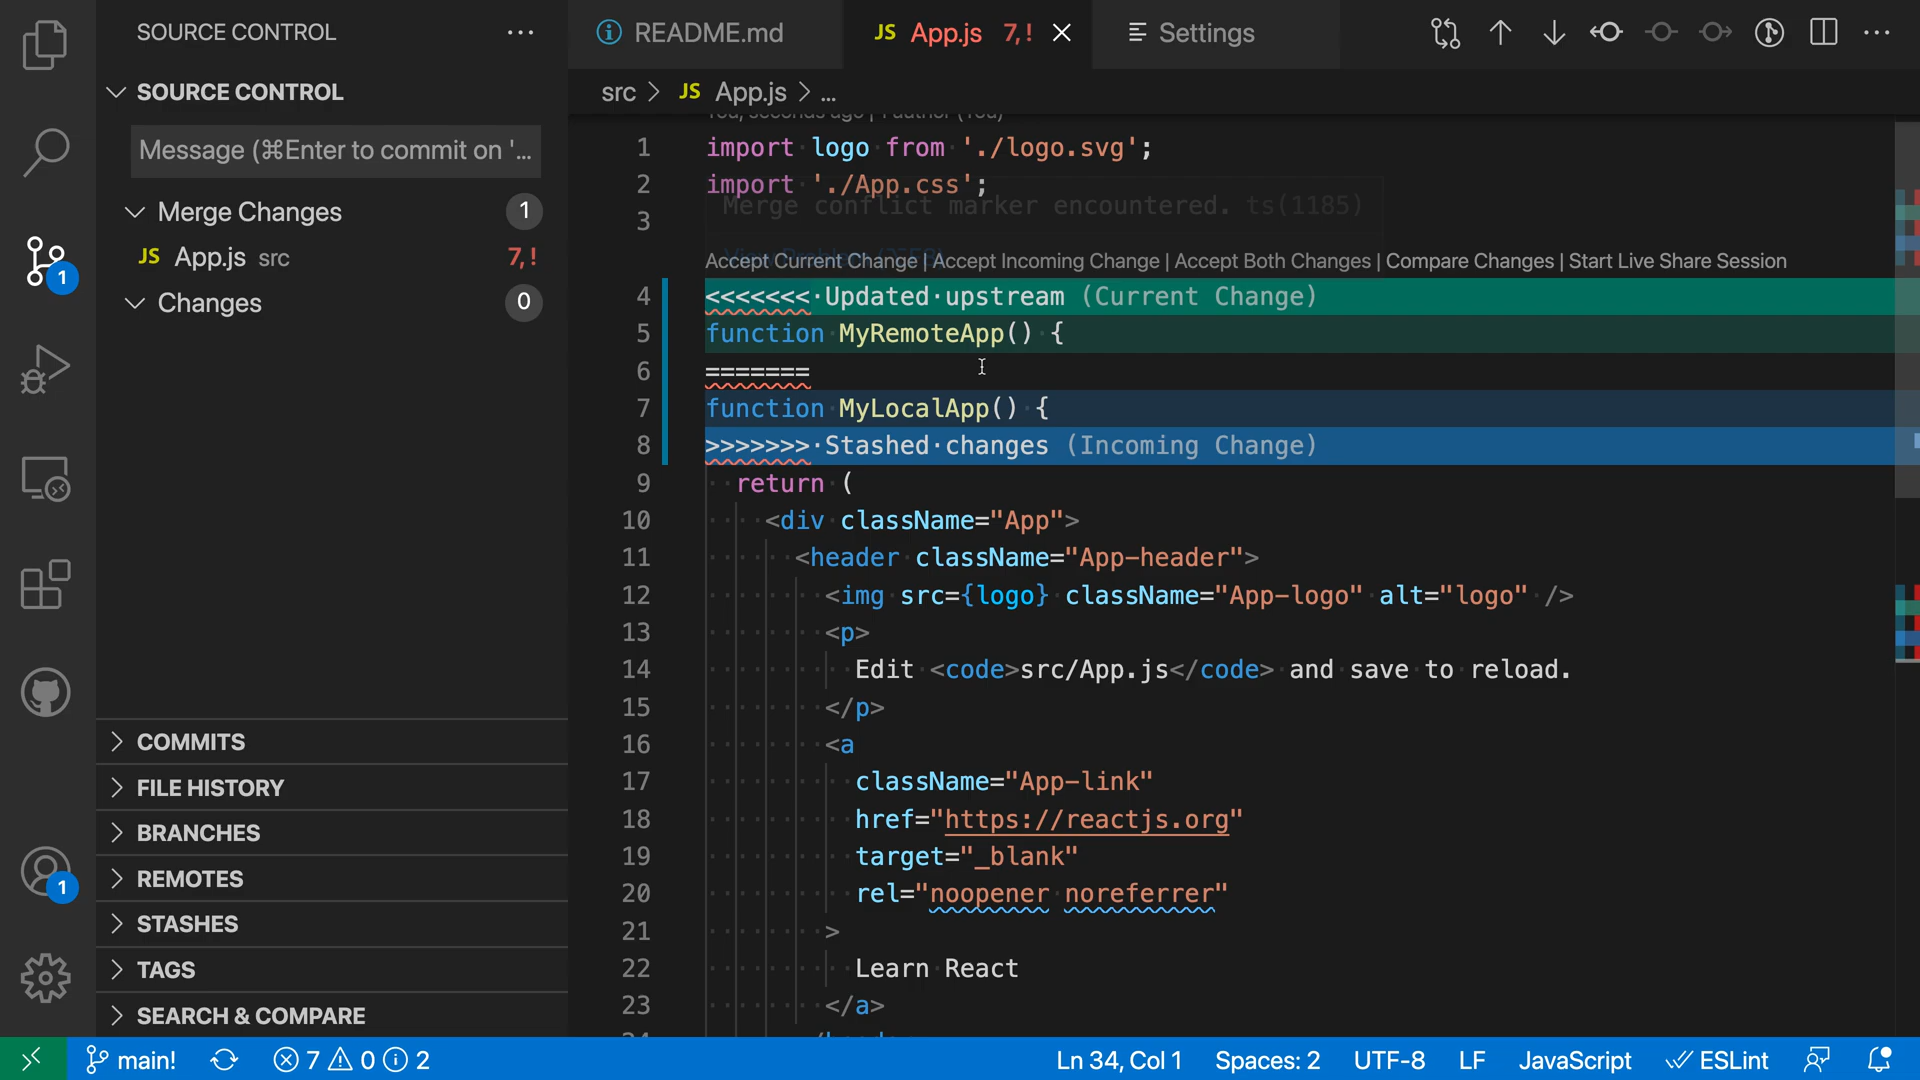 SOURCE CONTROL
README.md
JS App.js 7, !
Settings
SOURCE CONTROL
Message (⌘Enter to commit on '...
Merge Changes 1
JS App.js src 7, !
Changes 0
1
COMMITS
FILE HISTORY
BRANCHES
REMOTES
STASHES
TAGS
SEARCH & COMPARE
1
src > JS App.js > ...
1 import logo from './logo.svg';
2 import './App.css';
Merge conflict marker encountered. ts(1185)
3
Accept Current Change | Accept Incoming Change | Accept Both Changes | Compare Changes | Start Live Share Session
4 <<<<<<< Updated upstream (Current Change)
5 function MyRemoteApp() {
6 =======
7 function MyLocalApp() {
8 >>>>>>> Stashed changes (Incoming Change)
9 return (
10 <div className="App">
11 <header className="App-header">
12 <img src={logo} className="App-logo" alt="logo" />
13 <p>
14 Edit <code>src/App.js</code> and save to reload.
15 </p>
16 <a
17 className="App-link"
18 href="https://reactjs.org"
19 target="_blank"
20 rel="noopener noreferrer"
21 >
22 Learn React
23 </a>
main! 7 0 2
Ln 34, Col 1 Spaces: 2 UTF-8 LF JavaScript ESLint